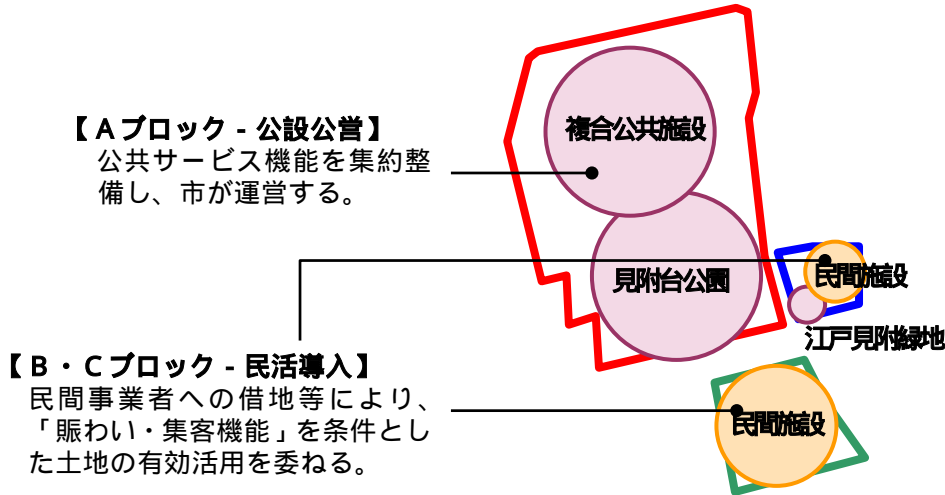 【Aブロック - 公設公営】
公共サービス機能を集約整
備し、市が運営する。
複合公共施設
見附台公園
民間施設
江戸見附緑地
【B・Cブロック - 民活導入】
民間事業者への借地等により、
「賑わい・集客機能」を条件とし
た土地の有効活用を委ねる。
民間施設